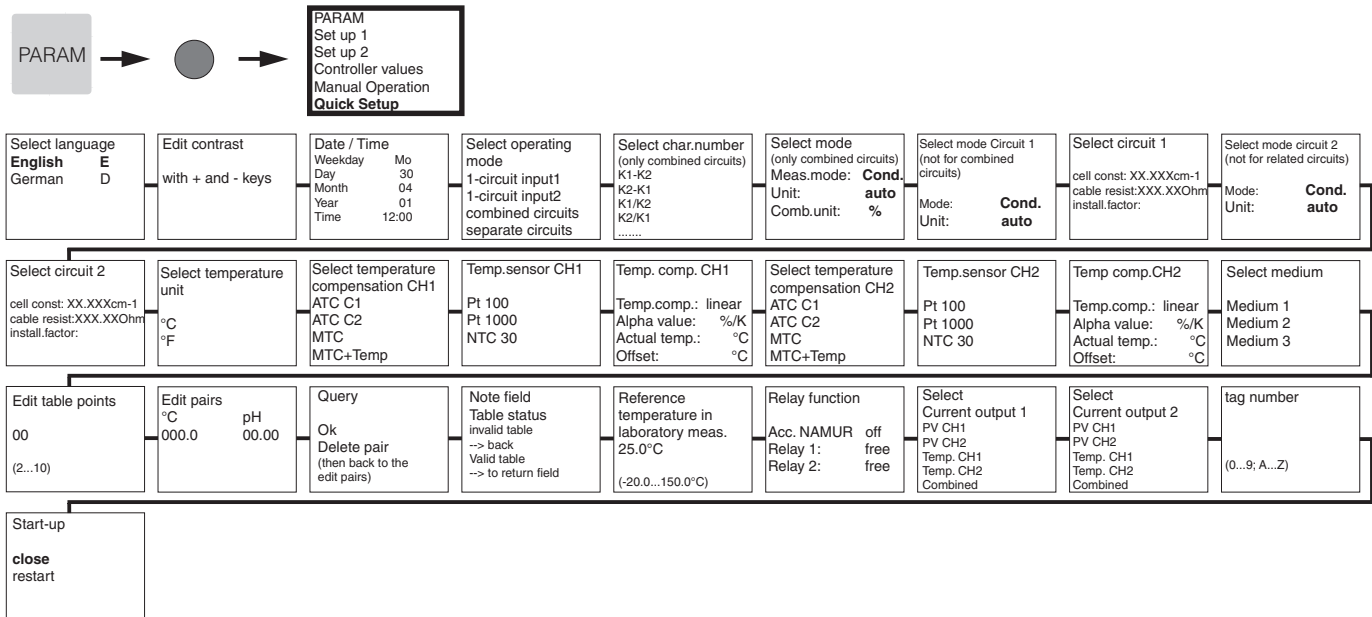 PARAM
PARAM
Set up 1
Set up 2
Controller values
Manual Operation
Quick Setup
Select language
English E
German D
Edit contrast
with + and - keys
Date / Time
Weekday Mo
Day 30
Month 04
Year 01
Time 12:00
Select operating
mode
1-circuit input1
1-circuit input2
combined circuits
separate circuits
Select char.number
(only combined circuits)
K1-K2
K2-K1
K1/K2
K2/K1
.......
Select mode
(only combined circuits)
Meas.mode: Cond.
Unit: auto
Comb.unit: %
Select mode Circuit 1
(not for combined
circuits)
Mode: Cond.
Unit: auto
Select circuit 1
cell const: XX.XXXcm-1
cable resist:XXX.XXOhm
install.factor:
Select mode circuit 2
(not for related circuits)
Mode: Cond.
Unit: auto
Select circuit 2
cell const: XX.XXXcm-1
cable resist:XXX.XXOhm
install.factor:
Select temperature
unit
°C
°F
Select temperature
compensation CH1
ATC C1
ATC C2
MTC
MTC+Temp
Temp.sensor CH1
Pt 100
Pt 1000
NTC 30
Temp. comp. CH1
Temp.comp.: linear
Alpha value: %/K
Actual temp.: °C
Offset: °C
Select temperature
compensation CH2
ATC C1
ATC C2
MTC
MTC+Temp
Temp.sensor CH2
Pt 100
Pt 1000
NTC 30
Temp comp.CH2
Temp.comp.: linear
Alpha value: %/K
Actual temp.: °C
Offset: °C
Select medium
Medium 1
Medium 2
Medium 3
Edit table points
00
(2...10)
Edit pairs
°C pH
000.0 00.00
Query
Ok
Delete pair
(then back to the
edit pairs)
Note field
Table status
invalid table
--> back
Valid table
--> to return field
Reference
temperature in
laboratory meas.
25.0°C
(-20.0...150.0°C)
Relay function
Acc. NAMUR off
Relay 1: free
Relay 2: free
Select
Current output 1
PV CH1
PV CH2
Temp. CH1
Temp. CH2
Combined
Select
Current output 2
PV CH1
PV CH2
Temp. CH1
Temp. CH2
Combined
tag number
(0...9; A...Z)
Start-up
close
restart